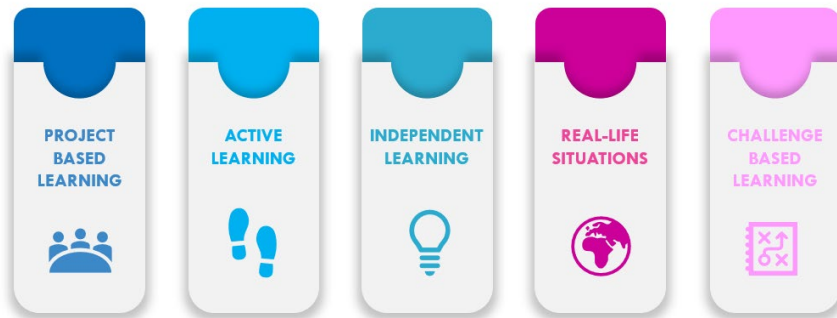 PROJECT
BASED
LEARNING
ACTIVE
LEARNING
INDEPENDENT
LEARNING
REAL-LIFE
SITUATIONS
CHALLENGE
BASED
LEARNING